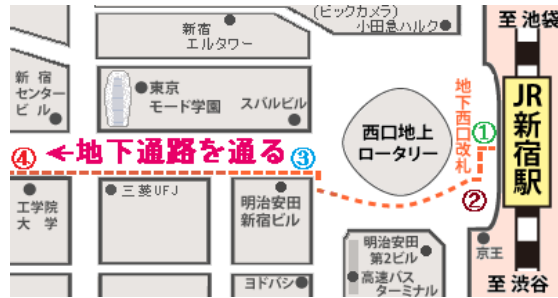 (ビックカメラ)
小田急ハルク
至 池袋
新宿
エルタワー
新 宿
センター
ビ ル
東京
モード学園
スバルビル
地下西口改札
①
JR新宿駅
西口地上
ロータリー
④
←地下通路を通る
③
②
工学院
大 学
三菱UFJ
明治安田
新宿ビル
明治安田
第2ビル
京王
ヨドバシ
高速バス
ターミナル
至 渋谷